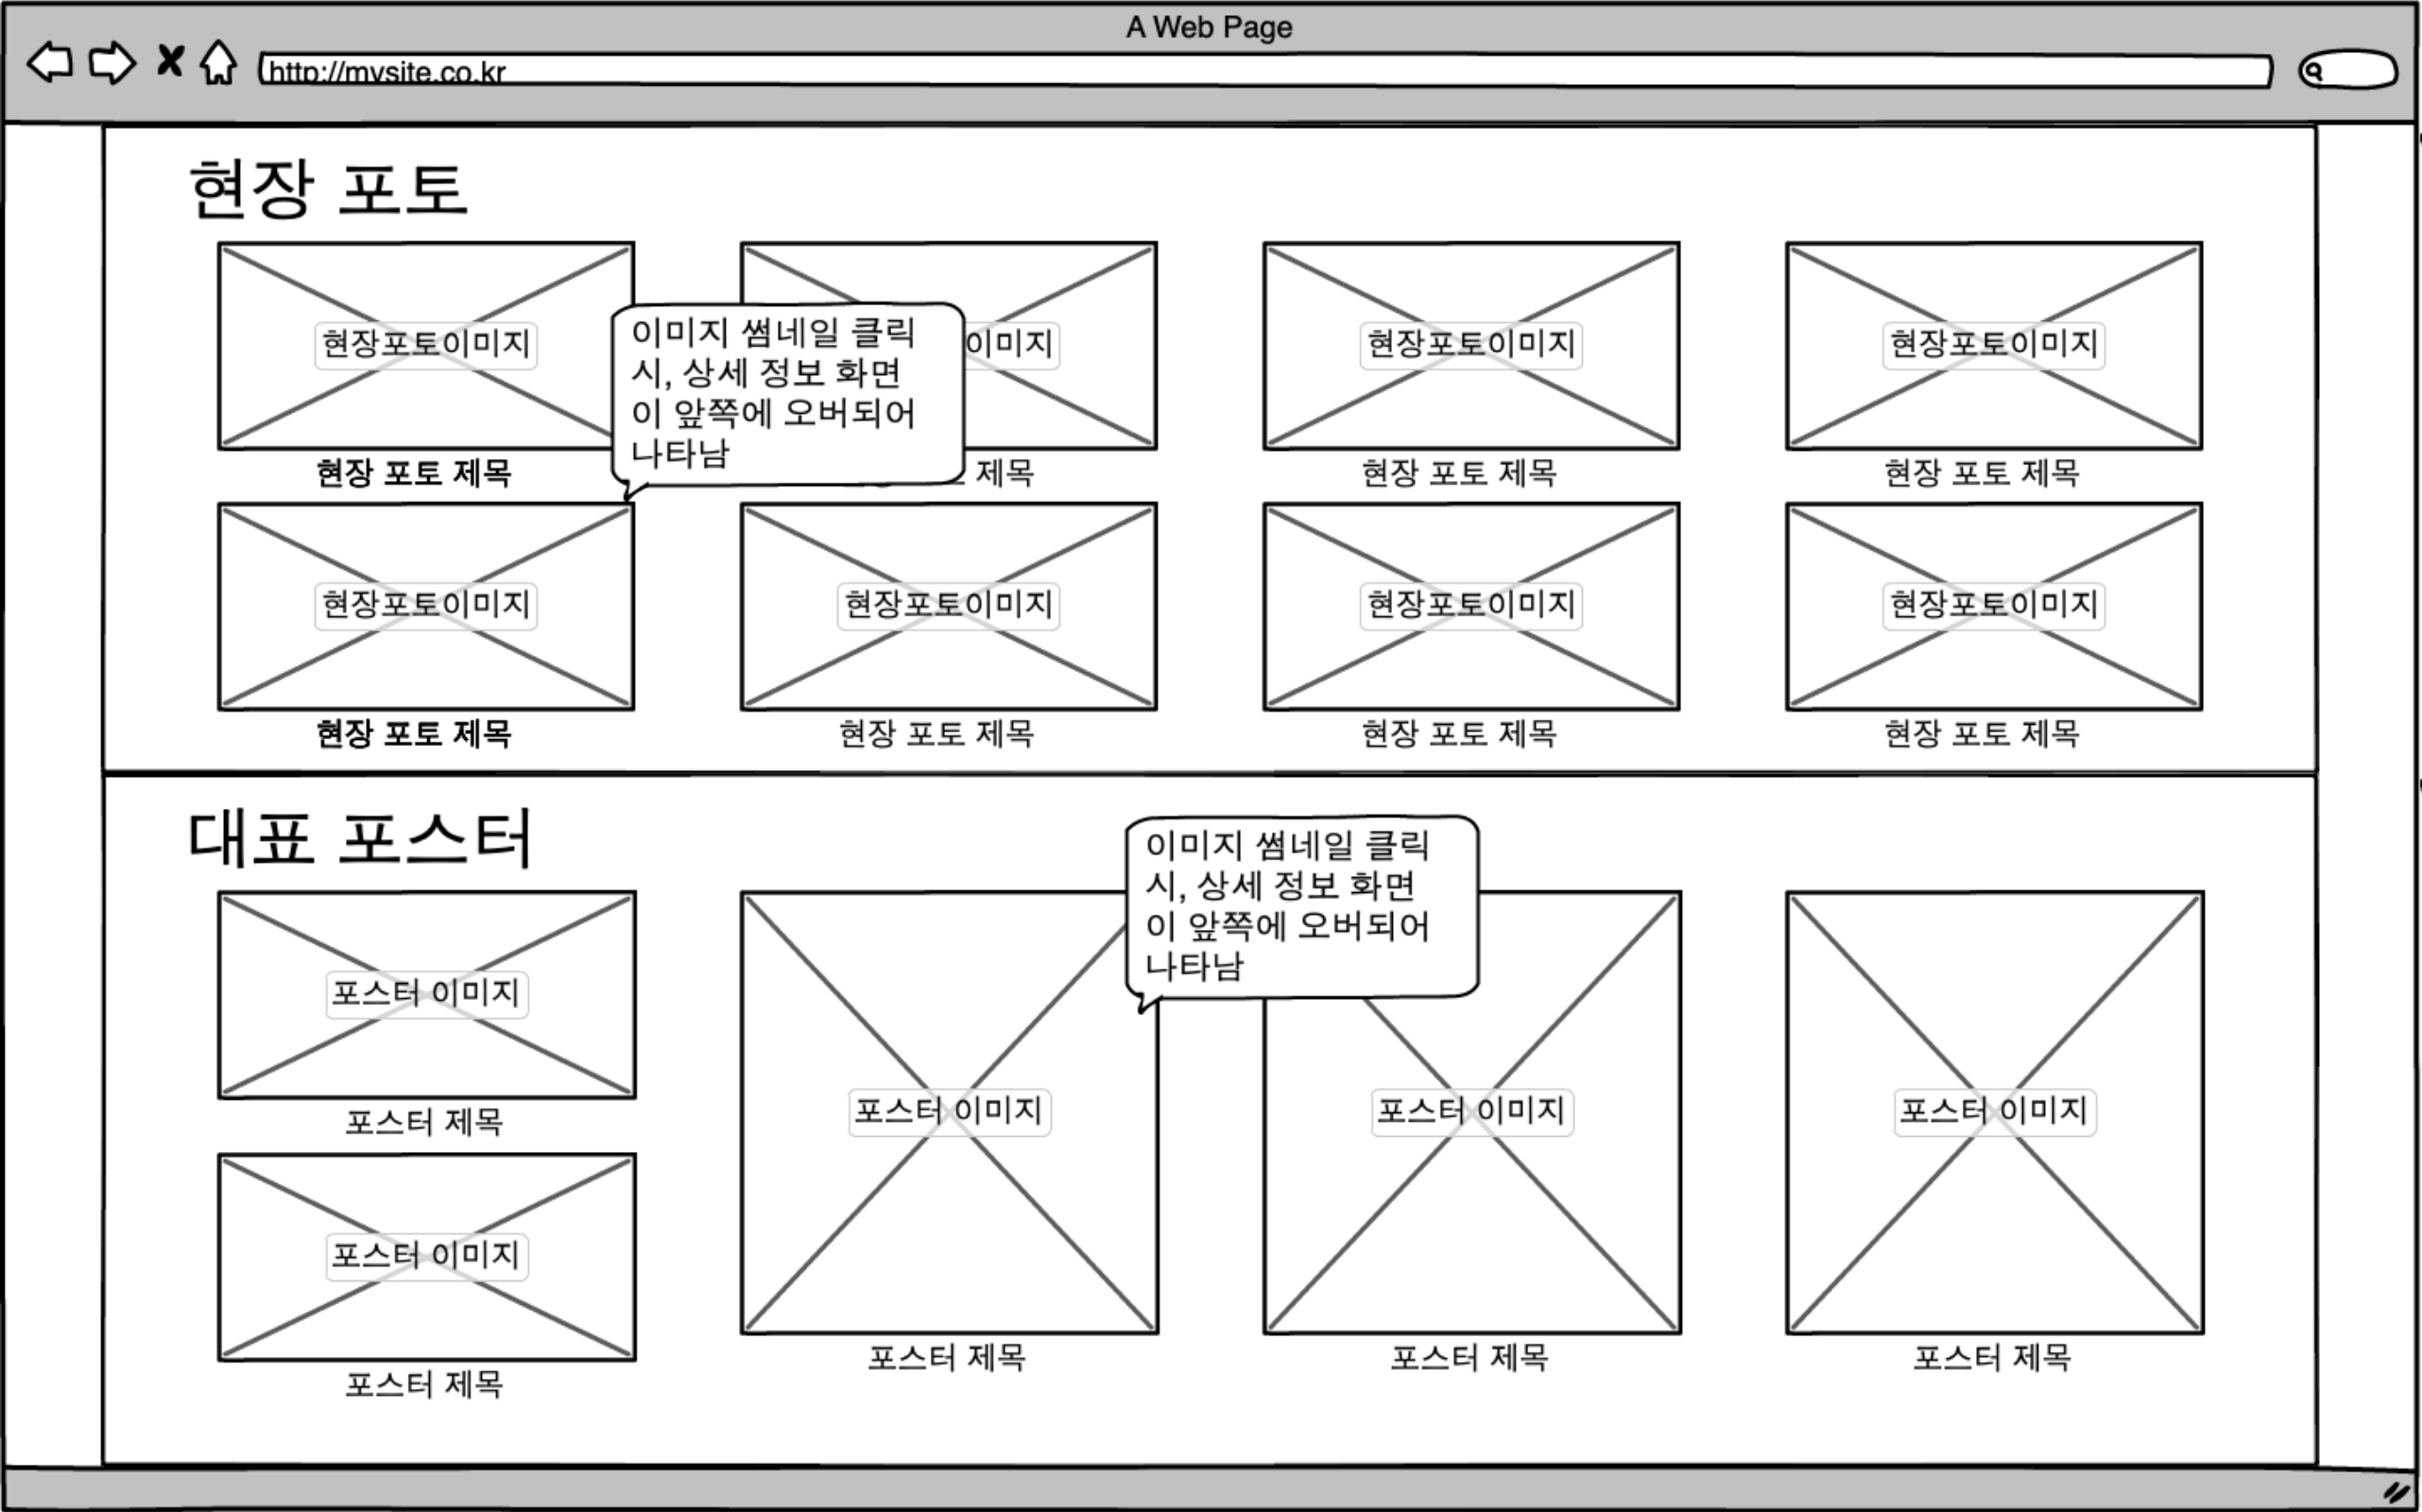 A Web Page
http://mysite.co.kr
현장 포토
현장포토이미지
이미지 썸네일 클릭
시, 상세 정보 화면
이 앞쪽에 오버되어
나타남
이미지
현장포토이미지
현장포토이미지
현장 포토 제목
제목
현장 포토 제목
현장 포토 제목
현장포토이미지
현장포토이미지
현장포토이미지
현장포토이미지
현장 포토 제목
현장 포토 제목
현장 포토 제목
현장 포토 제목
대표 포스터
이미지 썸네일 클릭
시, 상세 정보 화면
이 앞쪽에 오버되어
나타남
포스터 이미지
포스터 제목
포스터 이미지
포스터 제목
포스터 이미지
포스터 제목
포스터 이미지
포스터 제목
포스터 이미지
포스터 제목